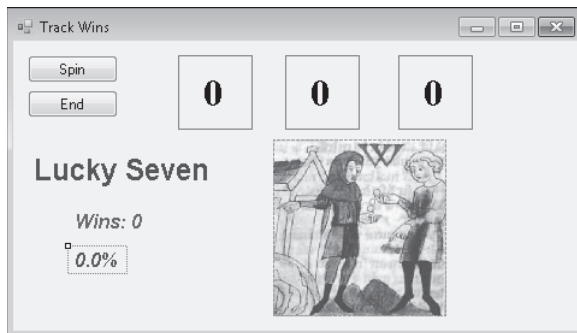 Track Wins
Spin
0 0 0
End
Lucky Seven
W
Wins: 0
0.0%